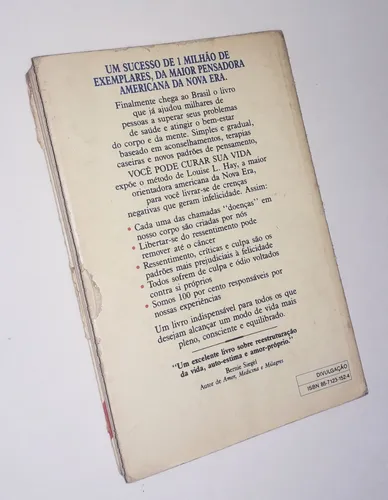 UM SUCESSO DE 1 MILHÃO DE
EXEMPLARES, DA MAIOR PENSADORA
AMERICANA DA NOVA ERA.
Finalmente chega ao Brasil o livro
que já ajudou milhares de
pessoas a superar seus problemas
de saúde e atingir o bem-estar
do corpo e da mente. Simples e gradual,
baseado em aconselhamentos, terapias
caseiras e novos padrões de pensamento,
VOCÊ PODE CURAR SUA VIDA
expõe o método de Louise L. Hay, a maior
orientadora americana da Nova Era,
para você livrar-se de crenças
negativas que geram infelicidade. Assim:
• Cada uma das chamadas "doenças" em
nosso corpo são criadas por nós
• Libertar-se do ressentimento pode
remover até o câncer
• Ressentimento, críticas e culpa são os
padrões mais prejudiciais à felicidade
• Todos sofrem de culpa e ódio voltados
contra si próprios
• Somos 100 por cento responsáveis por
nossas experiências
Um livro indispensável para todos os que
desejam alcançar um modo de vida mais
pleno, consciente e equilibrado.
"Um excelente livro sobre reestruturação
da vida, auto-estima e amor-próprio."
Bernie Siegel
Autor de Amor, Medicina e Milagres
DIVULGAÇÃO
ISBN 85-7123-152-4